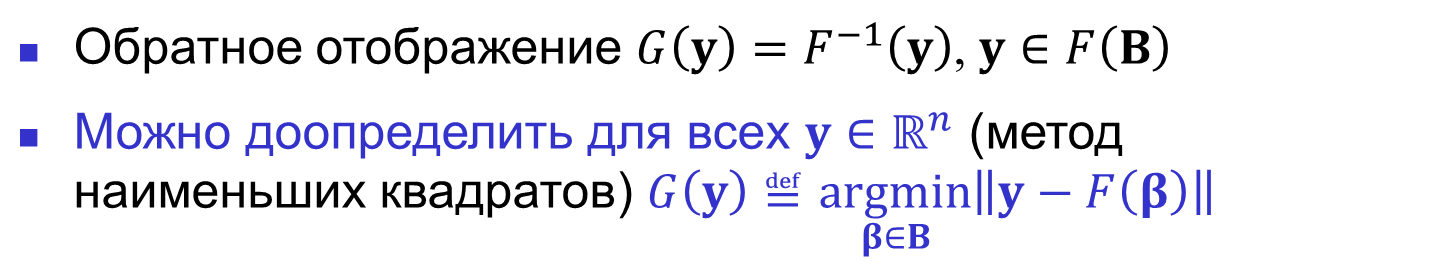 ▪ Обратное отображение G(𝐲) = F⁻¹(𝐲), 𝐲 ∈ F(𝐁)
▪ Можно доопределить для всех 𝐲 ∈ ℝⁿ (метод
наименьших квадратов) G(𝐲) ≝ argmin‖𝐲 − F(𝛃)‖
𝛃∈𝐁